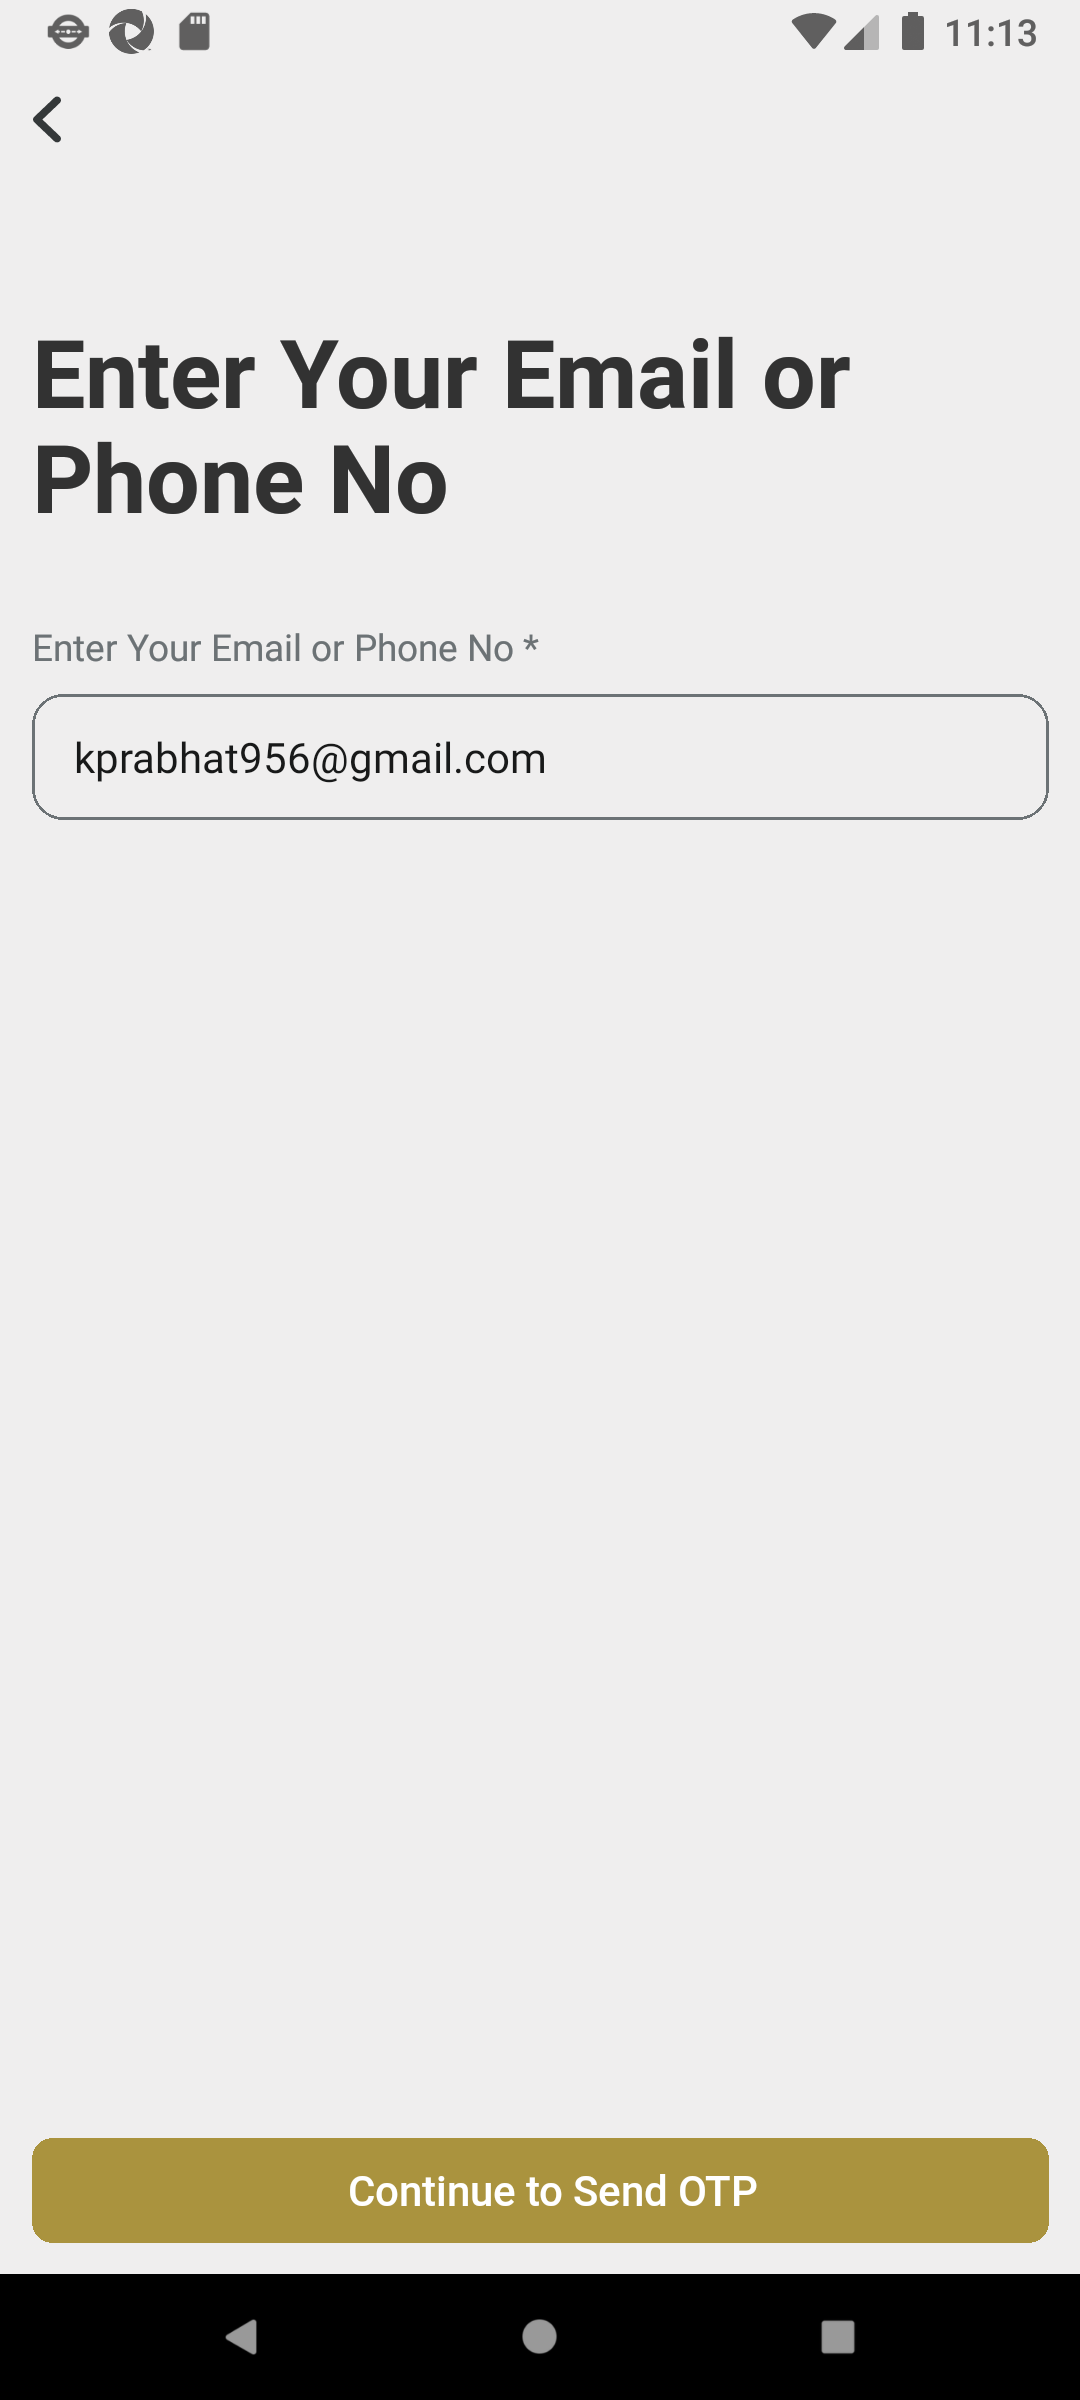 11:13
Enter Your Email or
Phone No
Enter Your Email or Phone No *
kprabhat956@gmail.com
Continue to Send OTP